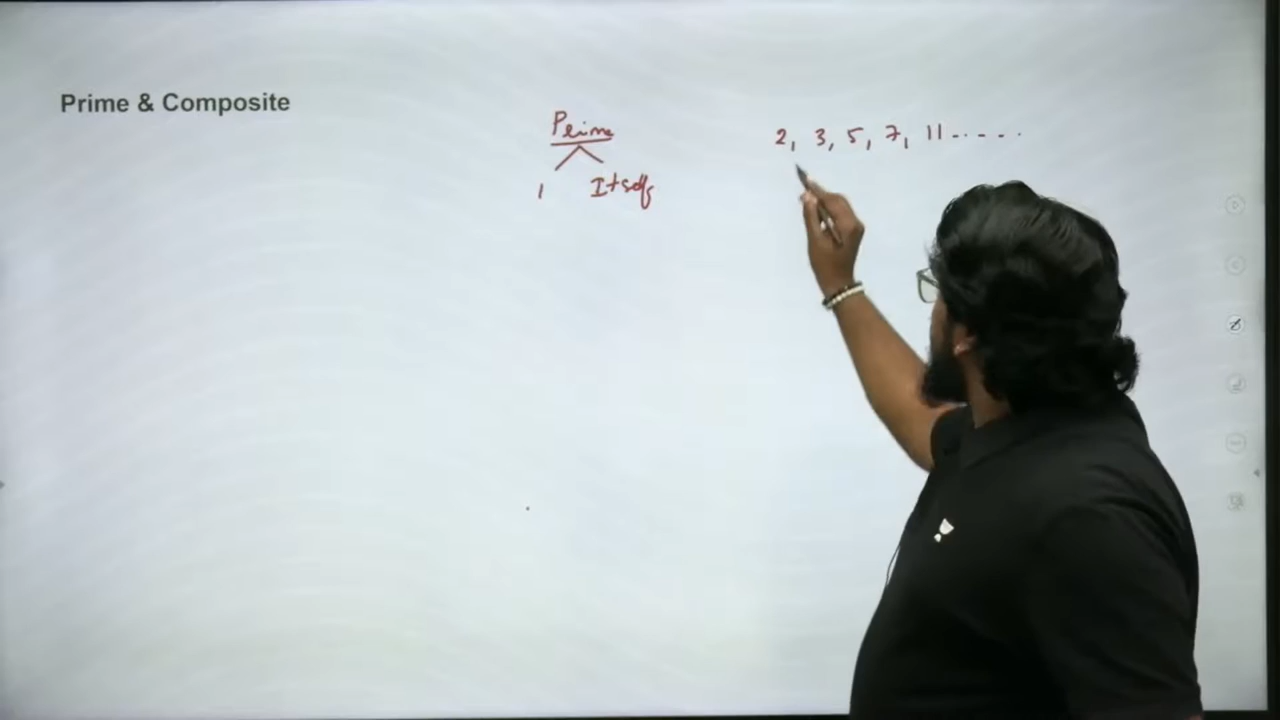 Prime & Composite
Prime
2, 3, 5, 7, 11 - - - - -
1 Itself